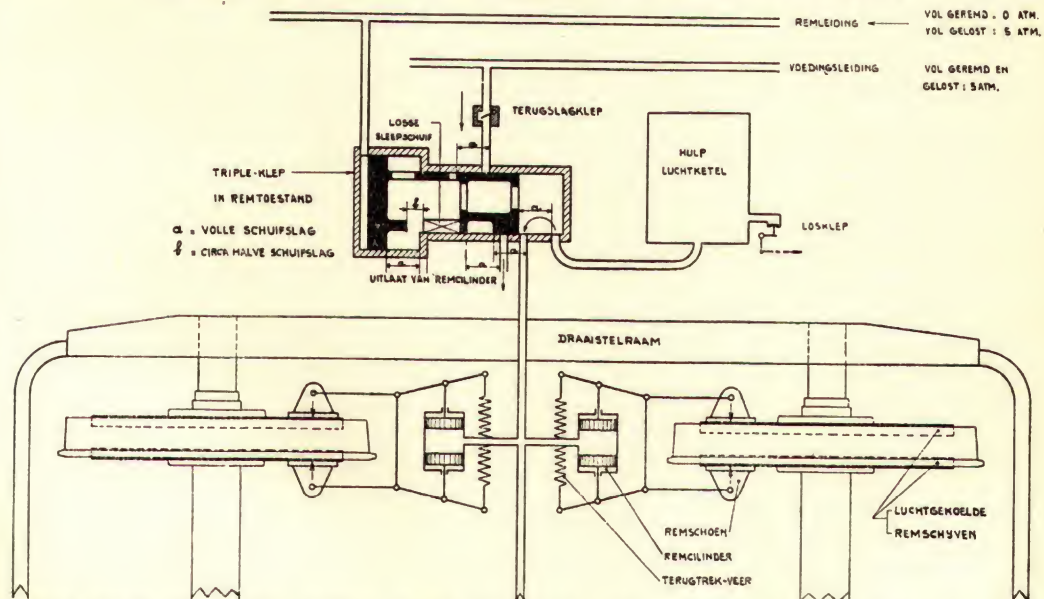 REMLEIDING
VOL GEREMD . 0 ATM.
VOL GELOST : 5 ATM.
VOEDINGSLEIDING
VOL GEREMD EN
GELOST : 5 ATM.
TERUGSLAGKLEP
LOSSE
SLEEPSCHUIF
a
HULP
LUCHTKETEL
TRIPLE-KLEP
IN REMTOESTAND
b
a
LOSKLEP
a = VOLLE SCHUIFSLAG
b = CIRCA HALVE SCHUIFSLAG
a
a
a
UITLAAT VAN REMCILINDER
DRAAISTELRAAM
REMSCHOEN
REMCILINDER
TERUGTREK-VEER
LUCHTGEKOELDE
REMSCHYVEN